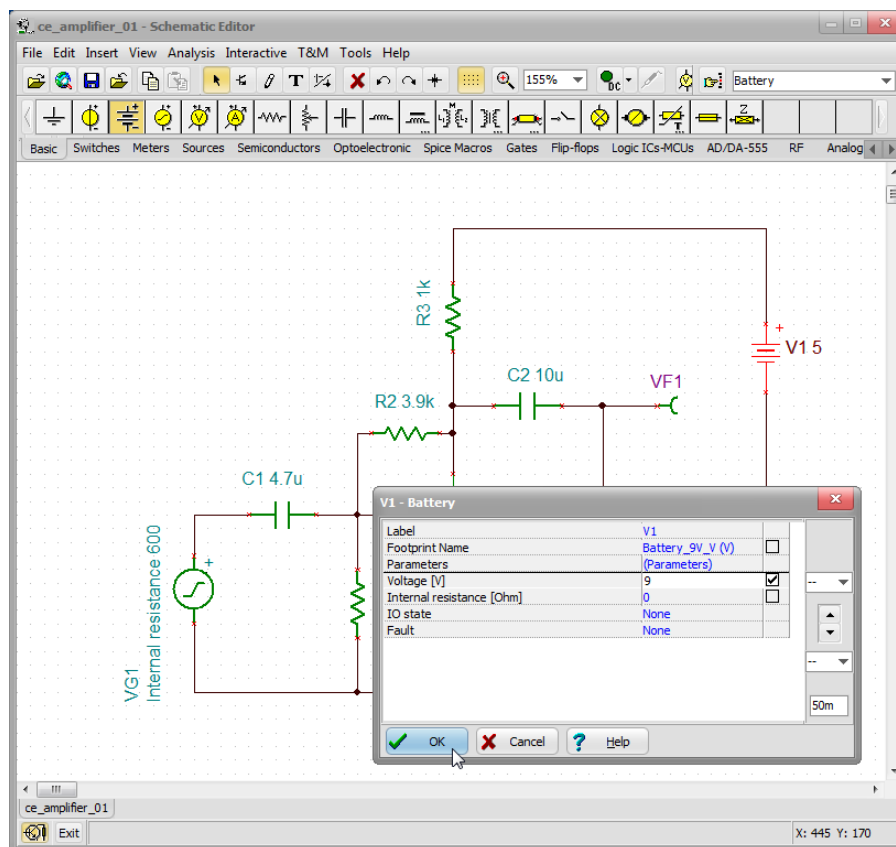 ce_amplifier_01 - Schematic Editor
File Edit Insert View Analysis Interactive T&M Tools Help
T 155% DC Battery
M Z
Basic Switches Meters Sources Semiconductors Optoelectronic Spice Macros Gates Flip-flops Logic ICs-MCUs AD/DA-555 RF Analog
R3 1k
+
V1 5
C2 10u
VF1
R2 3.9k
C1 4.7u
+
VG1
Internal resistance 600
V1 - Battery
Label V1
Footprint Name Battery_9V_V (V)
Parameters (Parameters)
Voltage [V] 9
Internal resistance [Ohm] 0
IO state None
Fault None
--
--
50m
OK Cancel ? Help
ce_amplifier_01
Exit X: 445 Y: 170